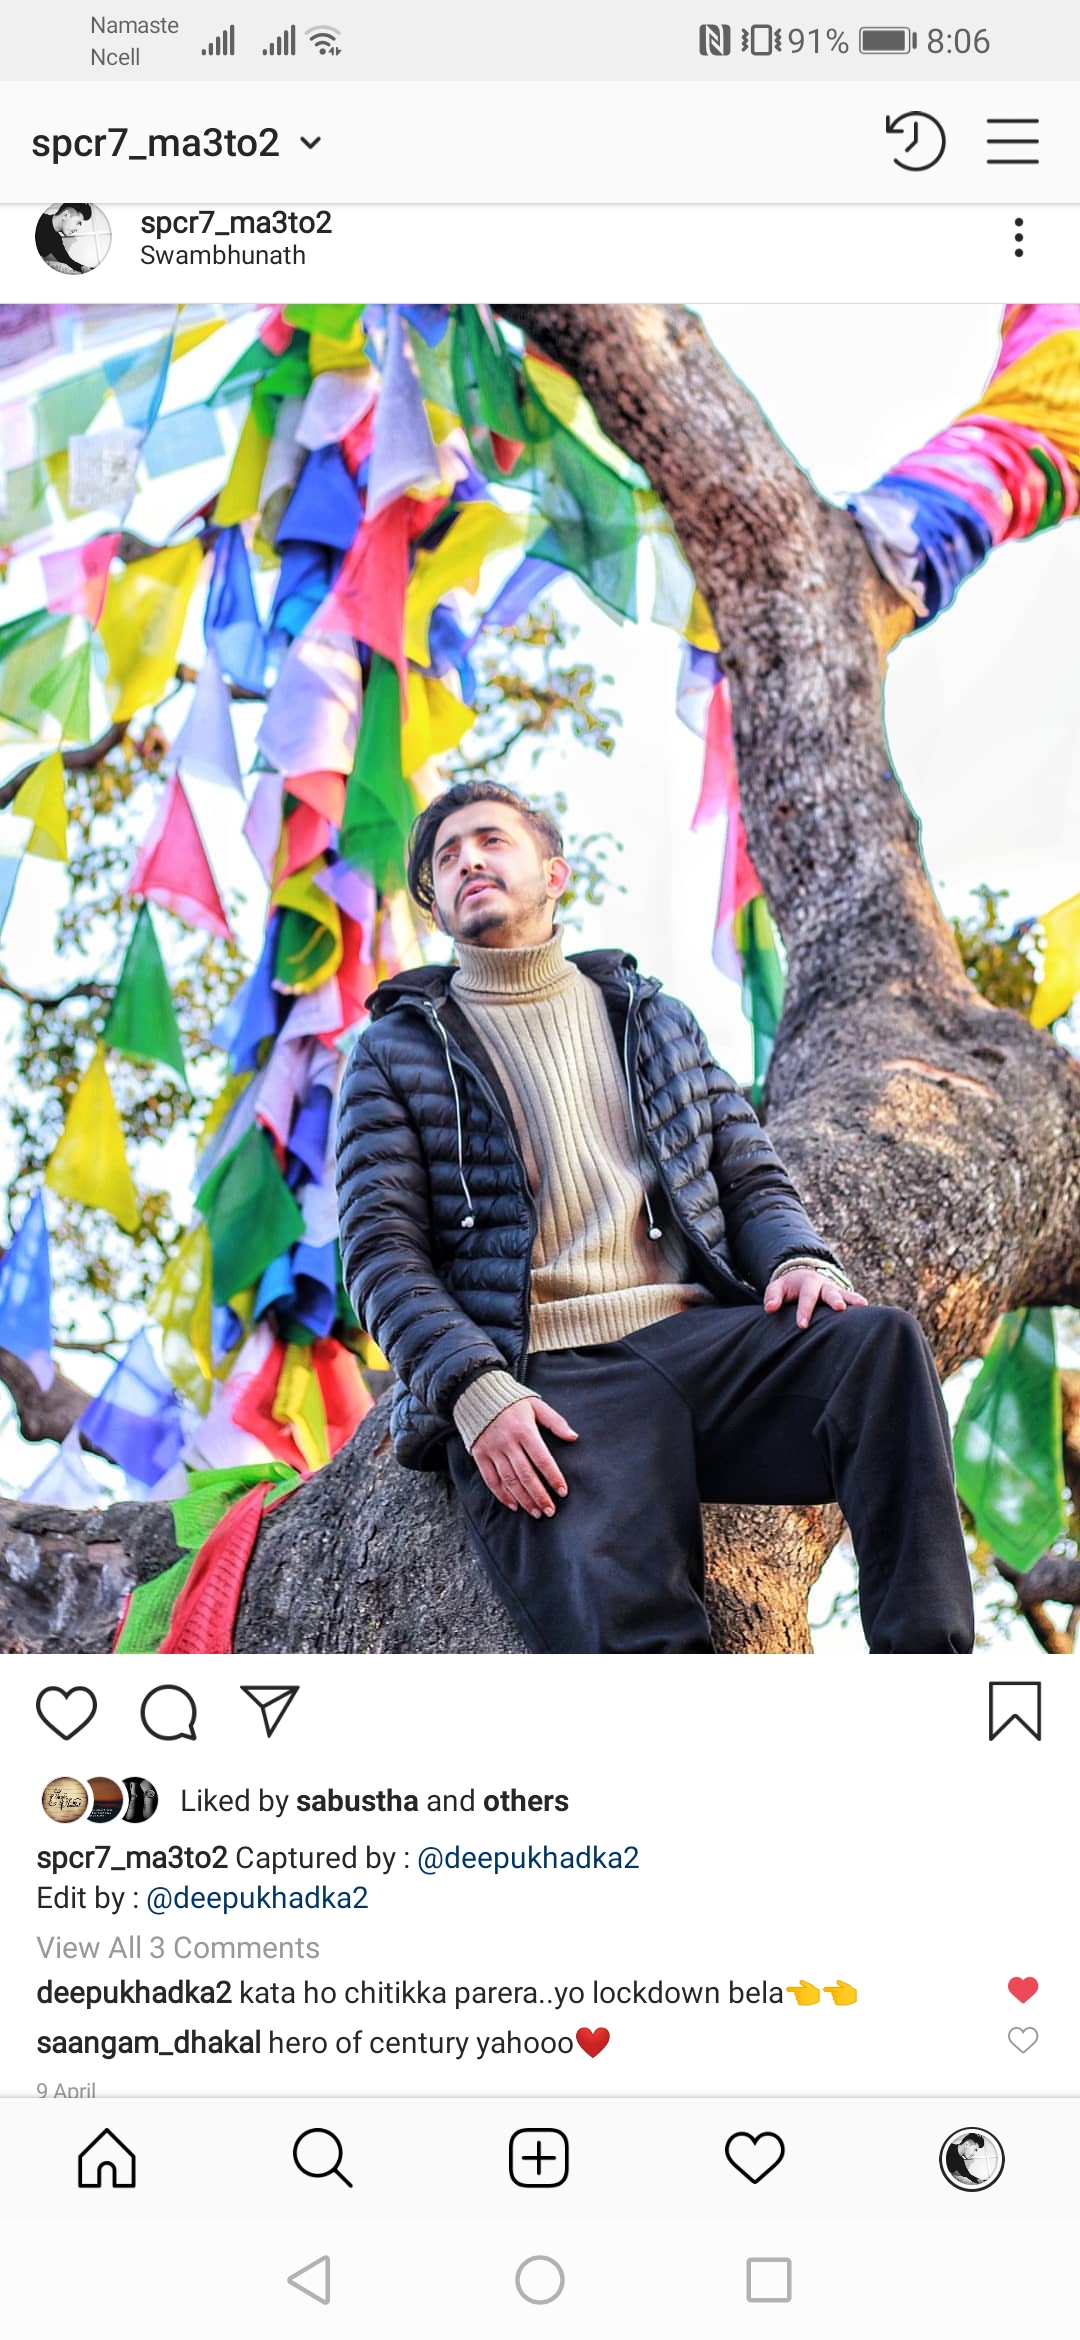 Namaste
Ncell
91% 8:06
spcr7_ma3to2
spcr7_ma3to2
Swambhunath
Liked by sabustha and others
spcr7_ma3to2 Captured by : @deepukhadka2
Edit by : @deepukhadka2
View All 3 Comments
deepukhadka2 kata ho chitikka parera..yo lockdown bela👈👈
saangam_dhakal hero of century yahooo❤️
9 April